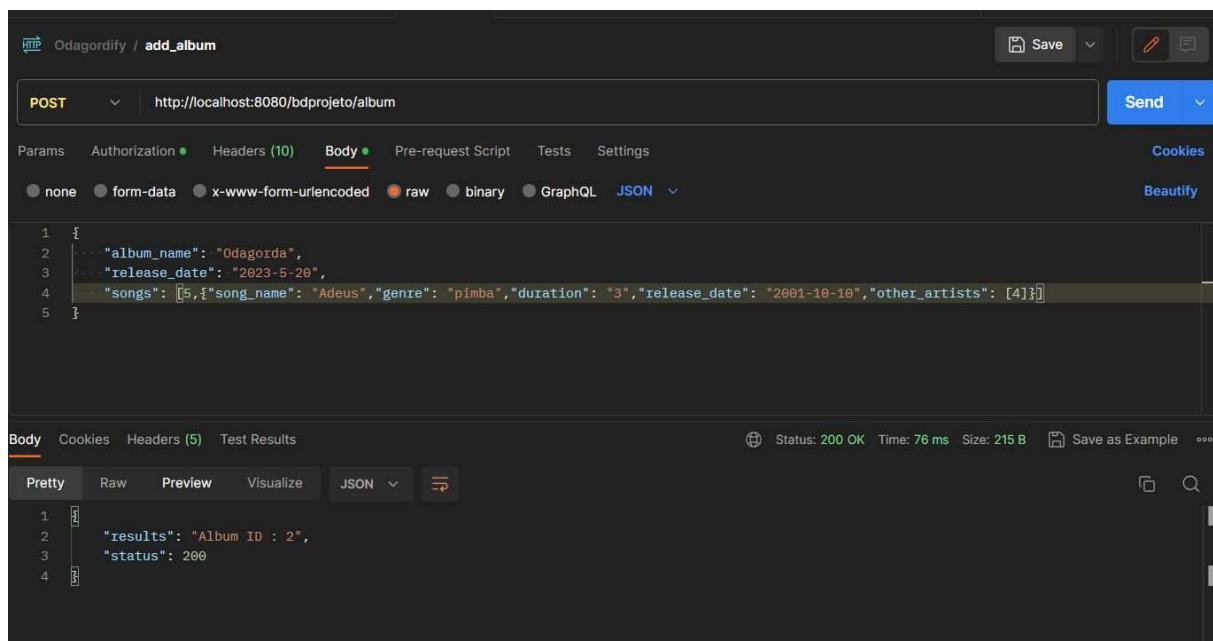 HTTP Odagordify / add_album Save
POST http://localhost:8080/bdprojeto/album Send
Params Authorization Headers (10) Body Pre-request Script Tests Settings Cookies
none form-data x-www-form-urlencoded raw binary GraphQL JSON Beautify
1 {
2 "album_name": "Odagorda",
3 "release_date": "2023-5-20",
4 "songs": [5,{"song_name": "Adeus","genre": "pimba","duration": "3","release_date": "2001-10-10","other_artists": [4]}]
5 }
Body Cookies Headers (5) Test Results Status: 200 OK Time: 76 ms Size: 215 B Save as Example
Pretty Raw Preview Visualize JSON
1 {
2 "results": "Album ID : 2",
3 "status": 200
4 }